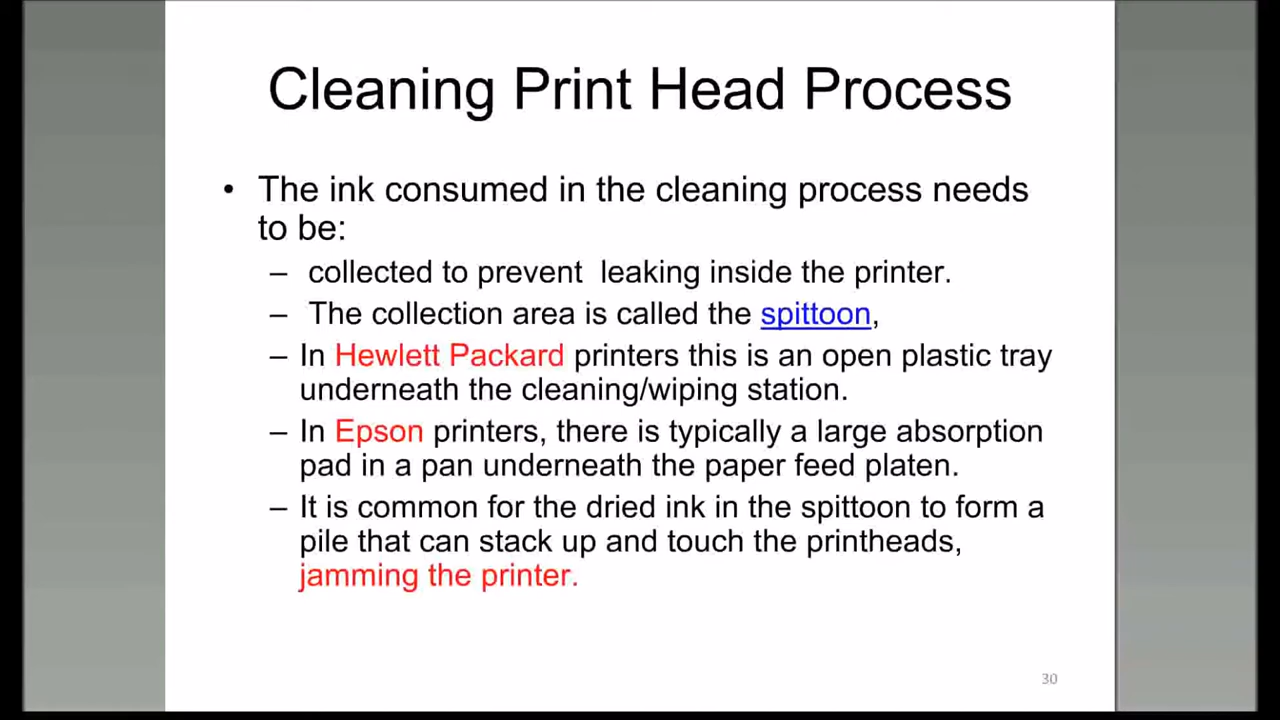 Cleaning Print Head Process
• The ink consumed in the cleaning process needs
to be:
– collected to prevent  leaking inside the printer.
– The collection area is called the spittoon,
– In Hewlett Packard printers this is an open plastic tray
underneath the cleaning/wiping station.
– In Epson printers, there is typically a large absorption
pad in a pan underneath the paper feed platen.
– It is common for the dried ink in the spittoon to form a
pile that can stack up and touch the printheads,
jamming the printer.
30